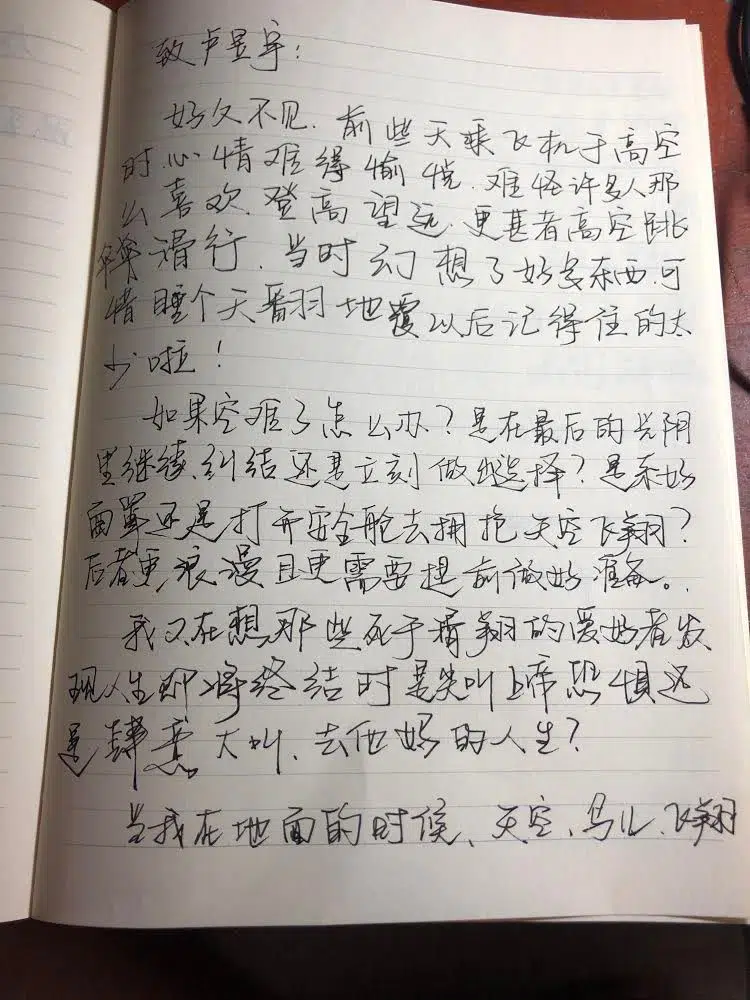 致卢昱宇：
好久不见，前些天乘飞机于高空
时心情难得愉悦，难怪许多人那
么喜欢登高望远，更甚者高空跳
伞滑行，当时幻想了好多东西，可
惜睡个天翻地覆以后记得住的太
少啦！
如果空难了怎么办？是在最后的光阴
里继续纠结还是立刻做出选择？是系好
面罩还是打开安全舱去拥抱天空飞翔？
后者更浪漫且更需要提前做好准备。
我又在想那些死于滑翔的爱好者发
现人生即将终结时是尖叫上帝恐惧还
是肆意大叫，去他妈的人生？
当我在地面的时候，天空、鸟儿、飞翔